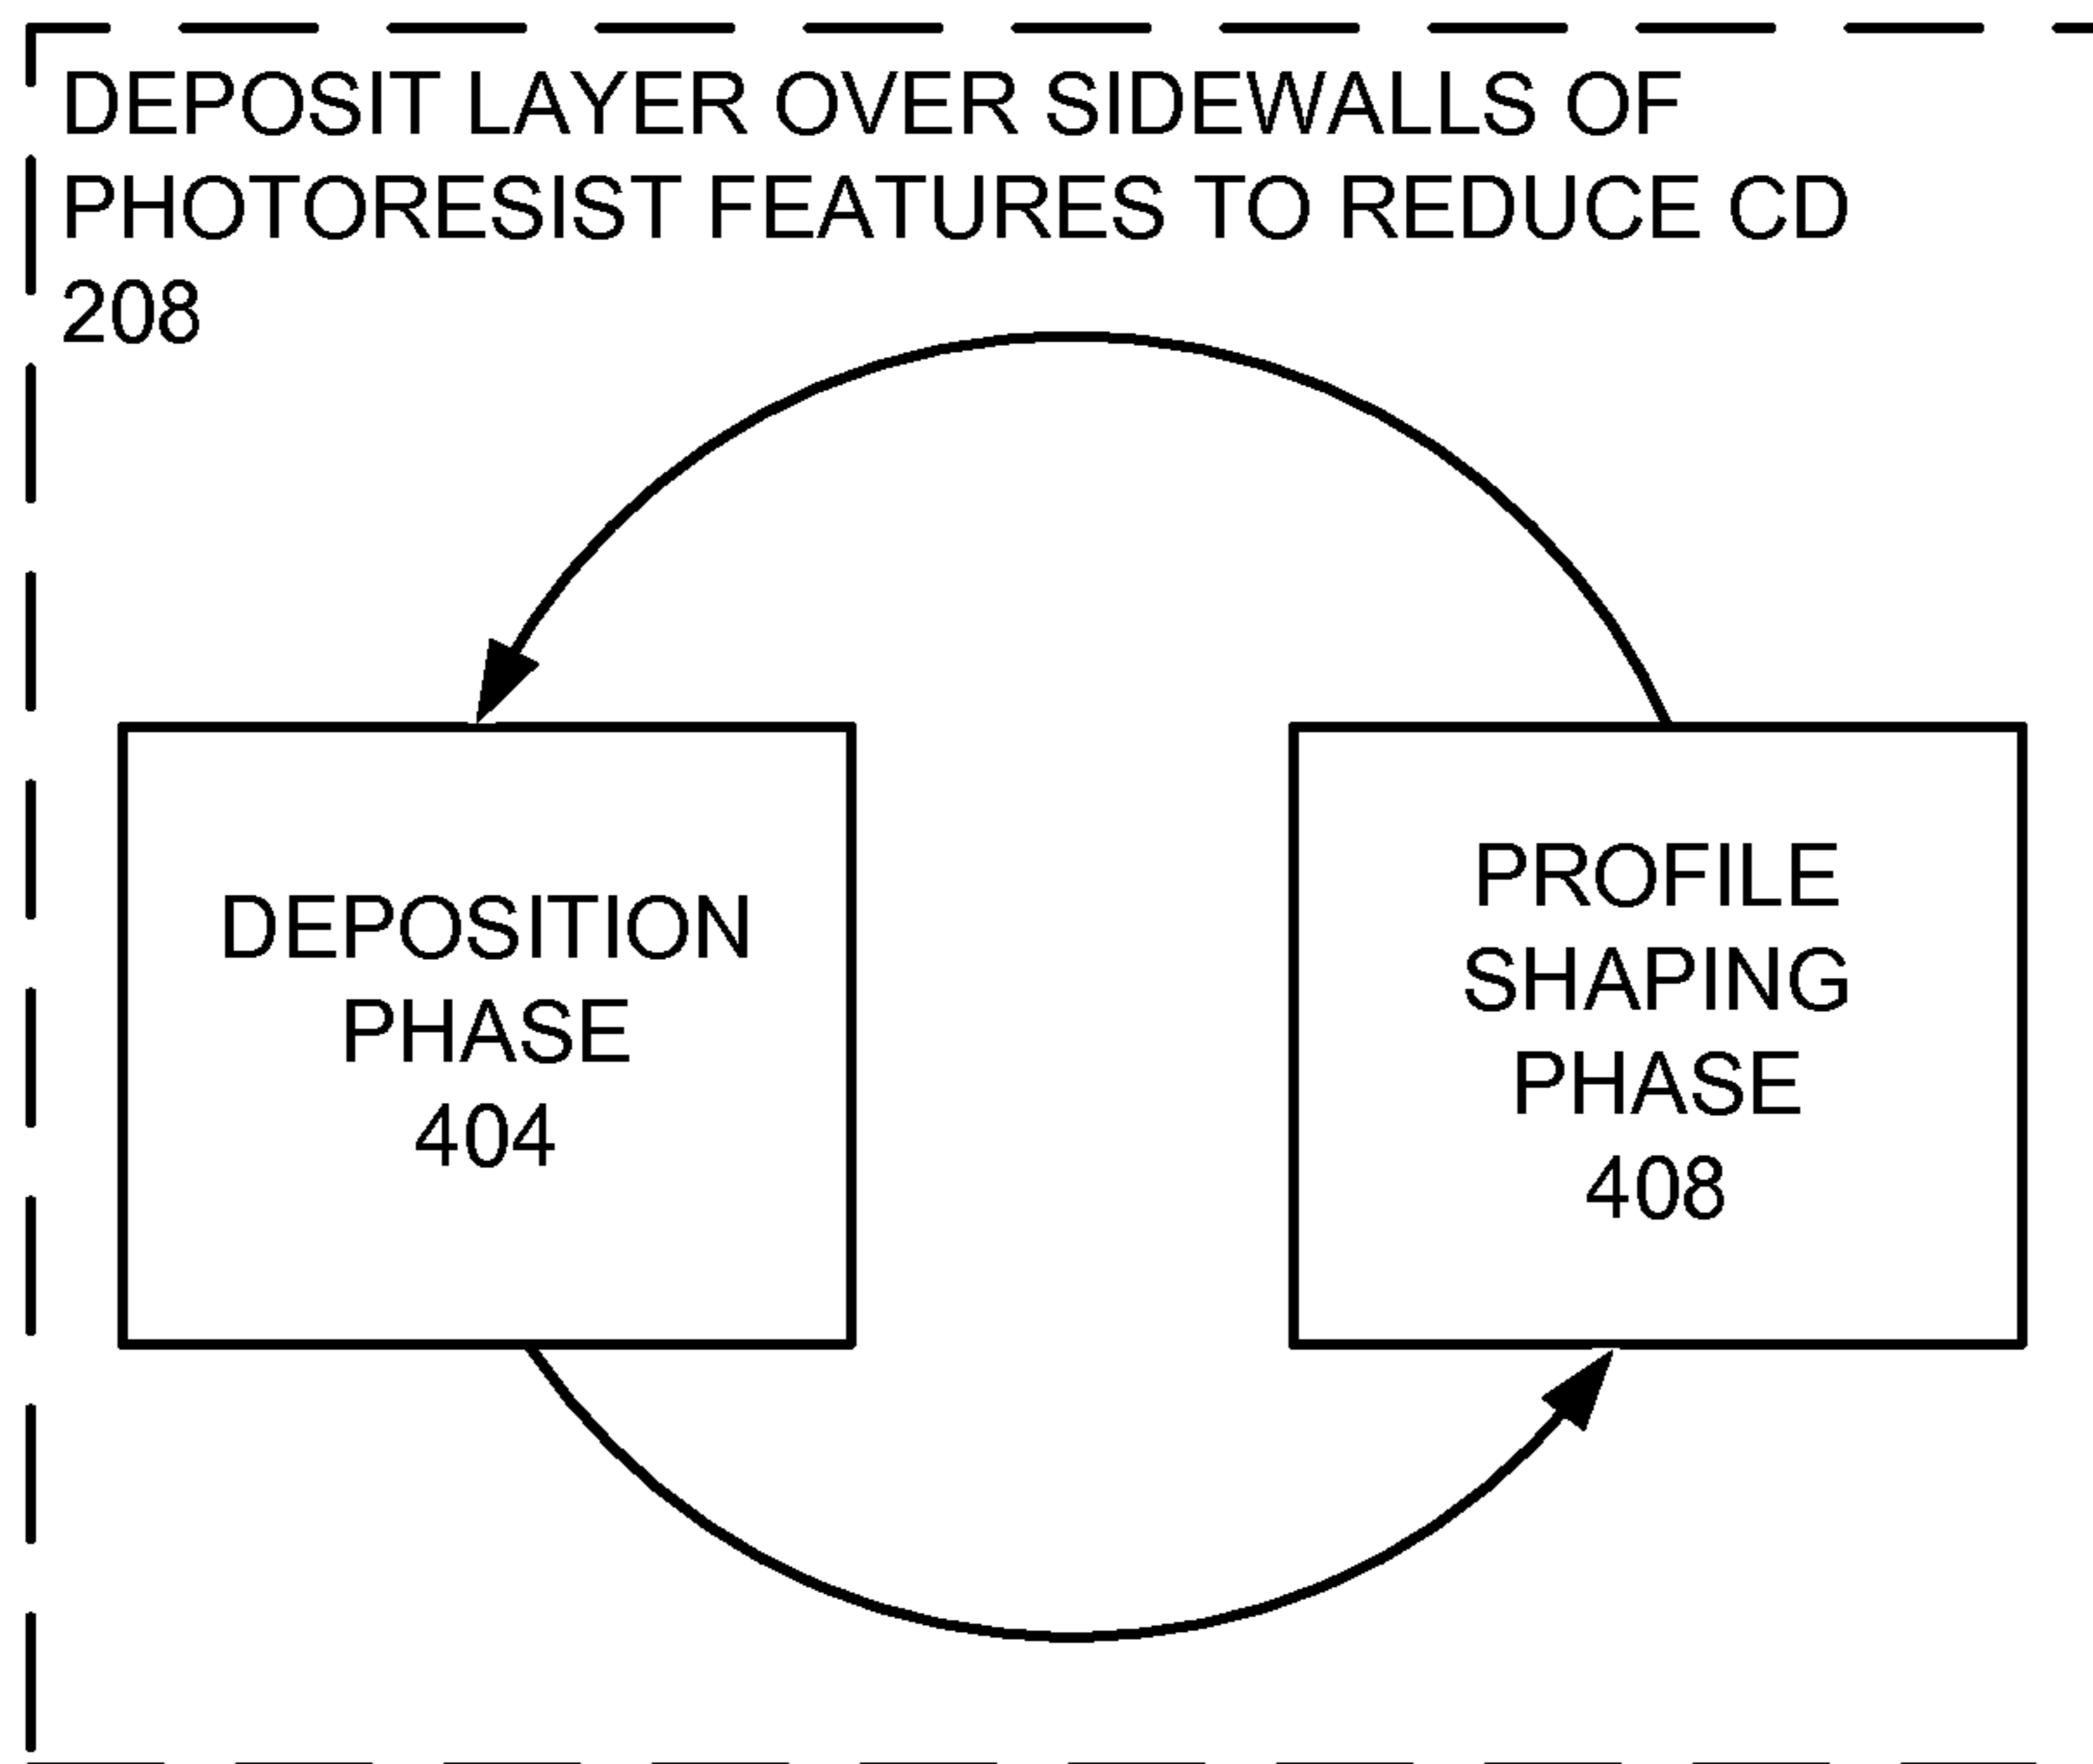 DEPOSIT LAYER OVER SIDEWALLS OF
PHOTORESIST FEATURES TO REDUCE CD
208
DEPOSITION
PHASE
404
PROFILE
SHAPING
PHASE
408